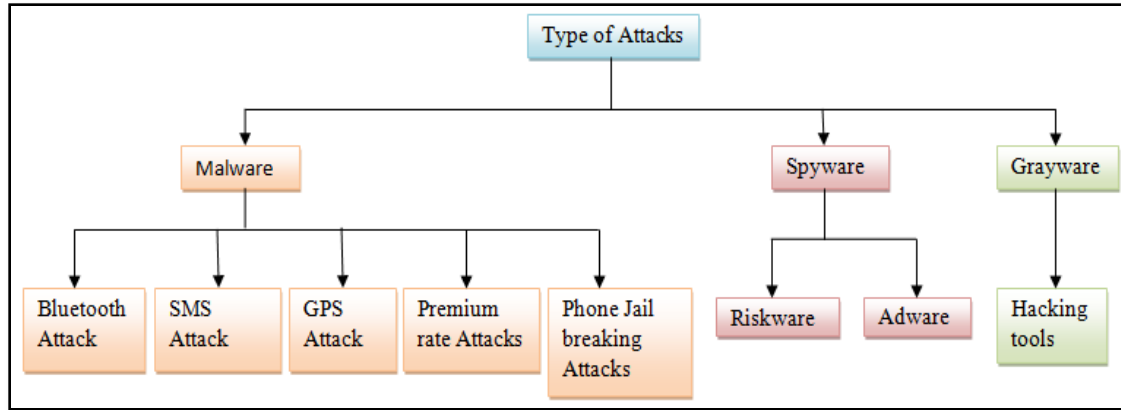 Type of Attacks
Malware
Spyware
Grayware
Bluetooth
Attack
SMS
Attack
GPS
Attack
Premium
rate Attacks
Phone Jail
breaking
Attacks
Riskware
Adware
Hacking
tools